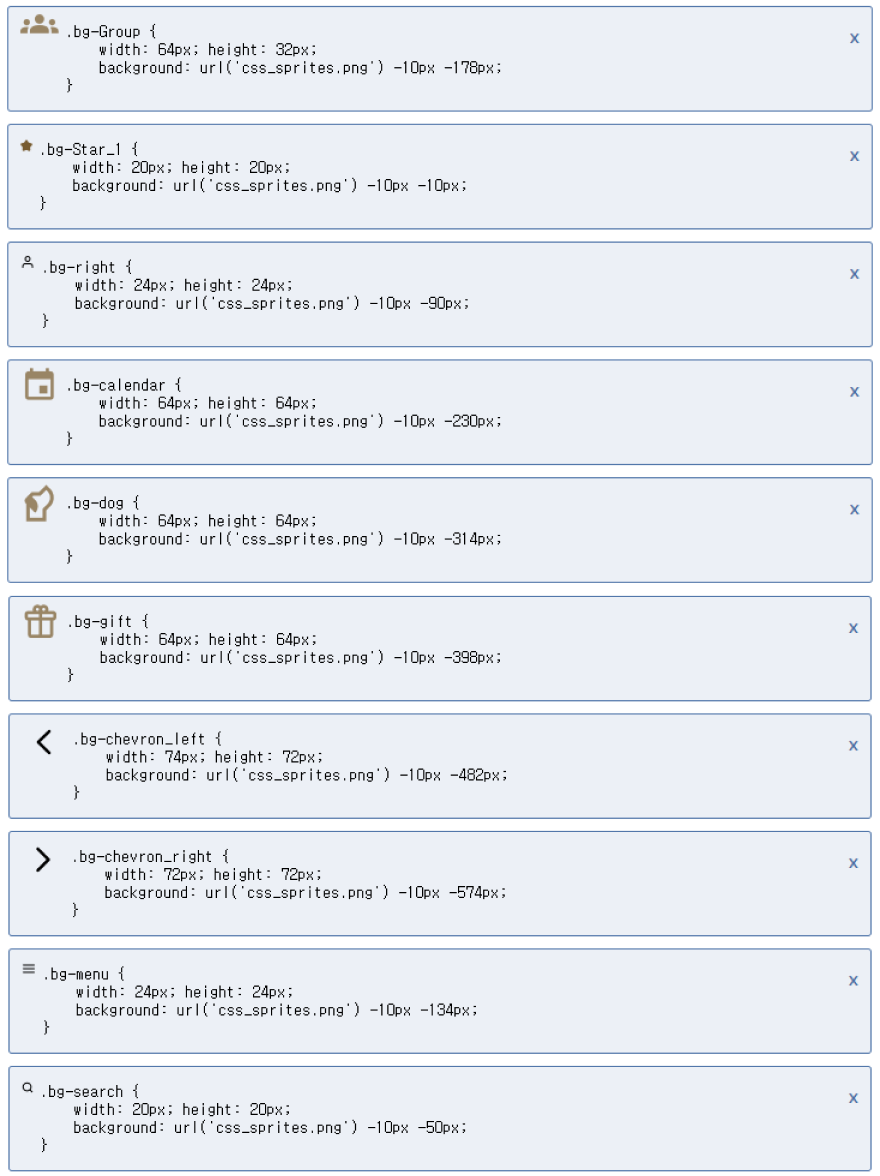 .bg-Group {
    width: 64px; height: 32px;
    background: url('css_sprites.png') -10px -178px;
}
x
.bg-Star_1 {
    width: 20px; height: 20px;
    background: url('css_sprites.png') -10px -10px;
}
x
.bg-right {
    width: 24px; height: 24px;
    background: url('css_sprites.png') -10px -90px;
}
x
.bg-calendar {
    width: 64px; height: 64px;
    background: url('css_sprites.png') -10px -230px;
}
x
.bg-dog {
    width: 64px; height: 64px;
    background: url('css_sprites.png') -10px -314px;
}
x
.bg-gift {
    width: 64px; height: 64px;
    background: url('css_sprites.png') -10px -398px;
}
x
.bg-chevron_left {
    width: 74px; height: 72px;
    background: url('css_sprites.png') -10px -482px;
}
x
.bg-chevron_right {
    width: 72px; height: 72px;
    background: url('css_sprites.png') -10px -574px;
}
x
.bg-menu {
    width: 24px; height: 24px;
    background: url('css_sprites.png') -10px -134px;
}
x
.bg-search {
    width: 20px; height: 20px;
    background: url('css_sprites.png') -10px -50px;
}
x